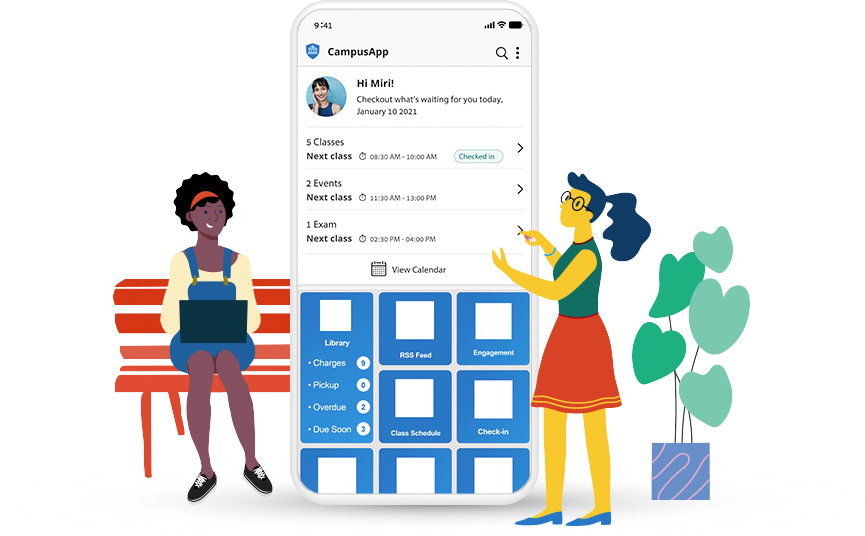 9:41
CampusApp
Hi Miri!
Checkout what's waiting for you today,
January 10 2021
5 Classes
Next class 08:30 AM - 10:00 AM Checked in
2 Events
Next class 11:30 AM - 13:00 PM
1 Exam
Next class 02:30 PM - 04:00 PM
View Calendar
Library
• Charges 9
• Pickup 0
• Overdue 2
• Due Soon 3
RSS Feed
Engagement
Class Schedule
Check-in